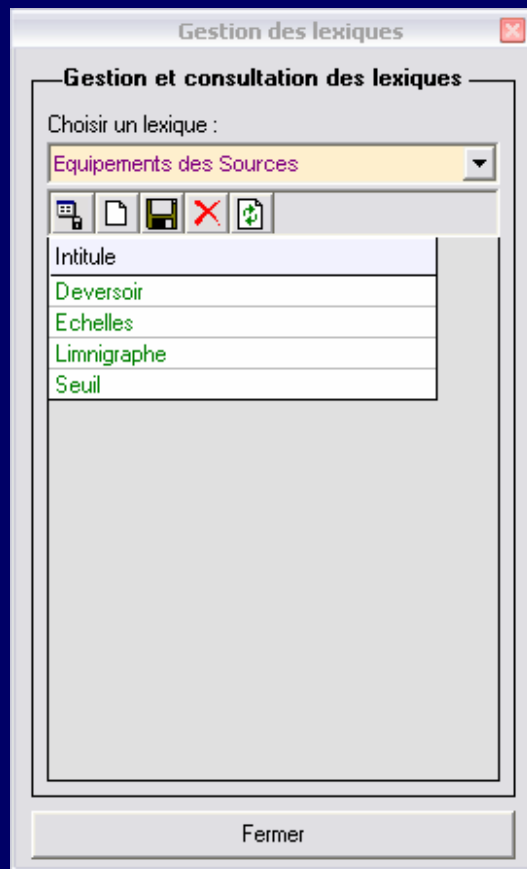 Gestion des lexiques
Gestion et consultation des lexiques
Choisir un lexique :
Equipements des Sources
Intitule
Deversoir
Echelles
Limnigraphe
Seuil
Fermer